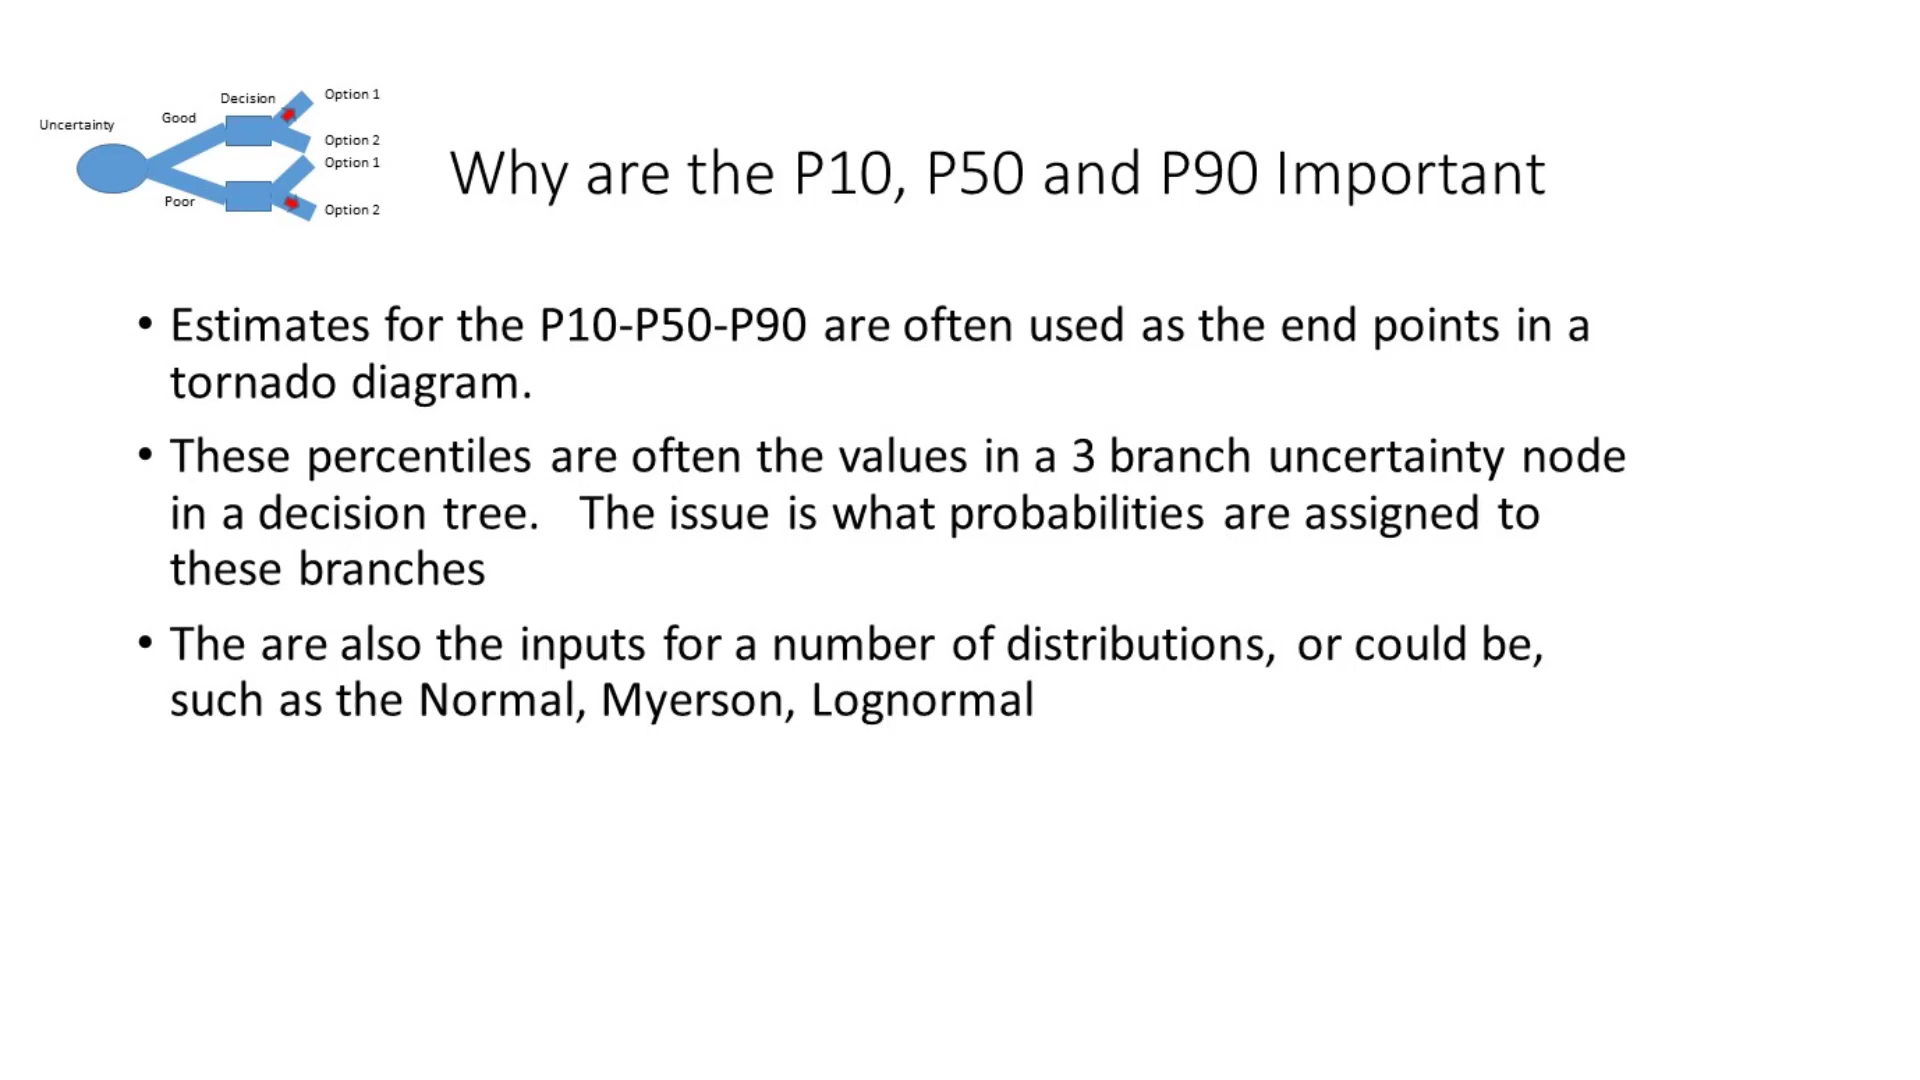 Uncertainty
Good
Poor
Decision
Option 1
Option 2
Option 1
Option 2
Why are the P10, P50 and P90 Important
• Estimates for the P10-P50-P90 are often used as the end points in a
tornado diagram.
• These percentiles are often the values in a 3 branch uncertainty node
in a decision tree. The issue is what probabilities are assigned to
these branches
• The are also the inputs for a number of distributions, or could be,
such as the Normal, Myerson, Lognormal